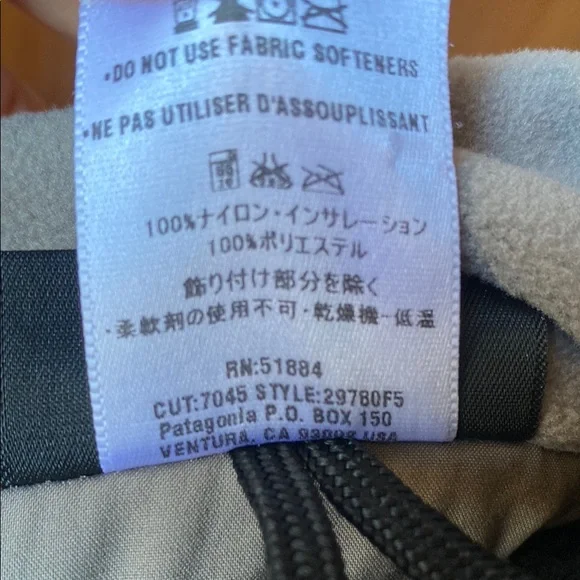 •DO NOT USE FABRIC SOFTENERS
•NE PAS UTILISER D'ASSOUPLISSANT
100%ナイロン・インサレーション
100%ポリエステル
飾り付け部分を除く
・柔軟剤の使用不可・乾燥機-低温
RN:51884
CUT:7045 STYLE:29780F5
Patagonia P.O. BOX 150
VENTURA, CA USA